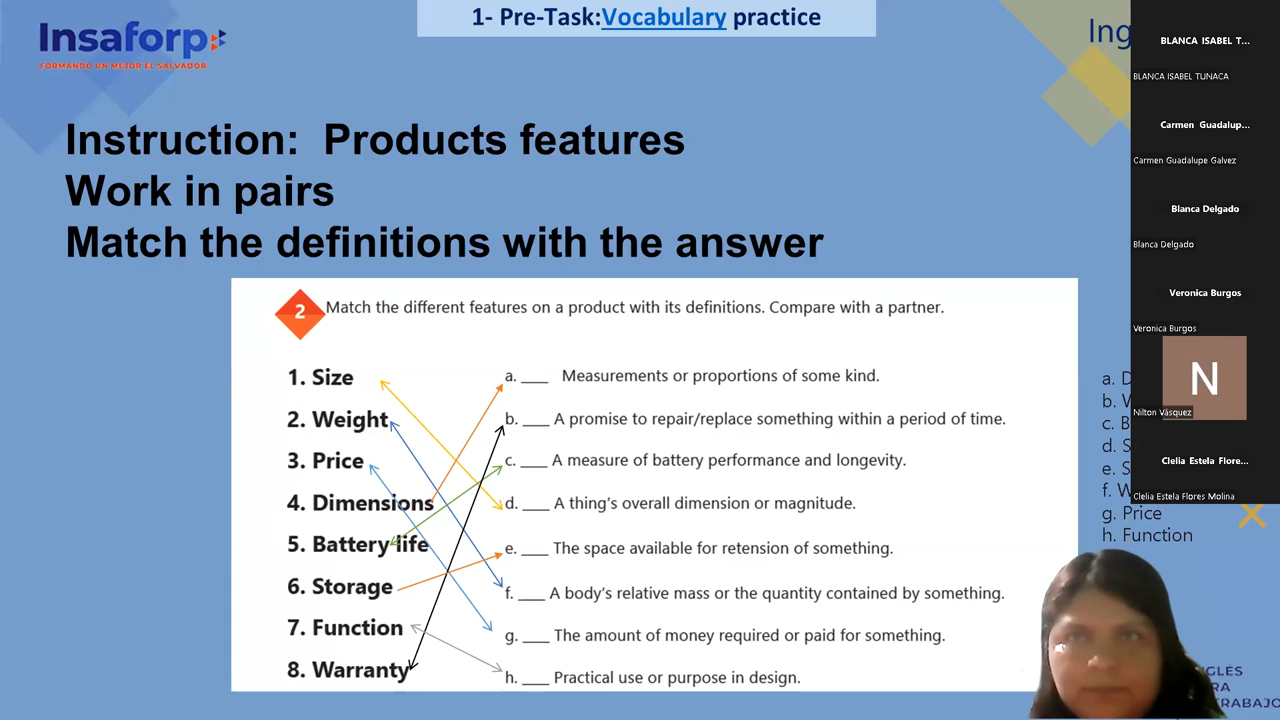 1- Pre-Task:Vocabulary practice
Insaforp
FORMANDO UN MEJOR EL SALVADOR
Ing
Instruction: Products features
Work in pairs
Match the definitions with the answer
2 Match the different features on a product with its definitions. Compare with a partner.
1. Size
2. Weight
3. Price
4. Dimensions
5. Battery life
6. Storage
7. Function
8. Warranty
a. ___ Measurements or proportions of some kind.
b. ___ A promise to repair/replace something within a period of time.
c. ___ A measure of battery performance and longevity.
d. ___ A thing's overall dimension or magnitude.
e. ___ The space available for retention of something.
f. ___ A body's relative mass or the quantity contained by something.
g. ___ The amount of money required or paid for something.
h. ___ Practical use or purpose in design.
a. D
b. V
c. B
d. S
e. S
f. W
g. Price
h. Function
BLANCA ISABEL T...
BLANCA ISABEL TUNACA
Carmen Guadalup...
Carmen Guadalupe Galvez
Blanca Delgado
Blanca Delgado
Veronica Burgos
Veronica Burgos
N
Nilton Vásquez
Clelia Estela Flore...
Clelia Estela Flores Molina
NGLÉS
RA
TRABAJO